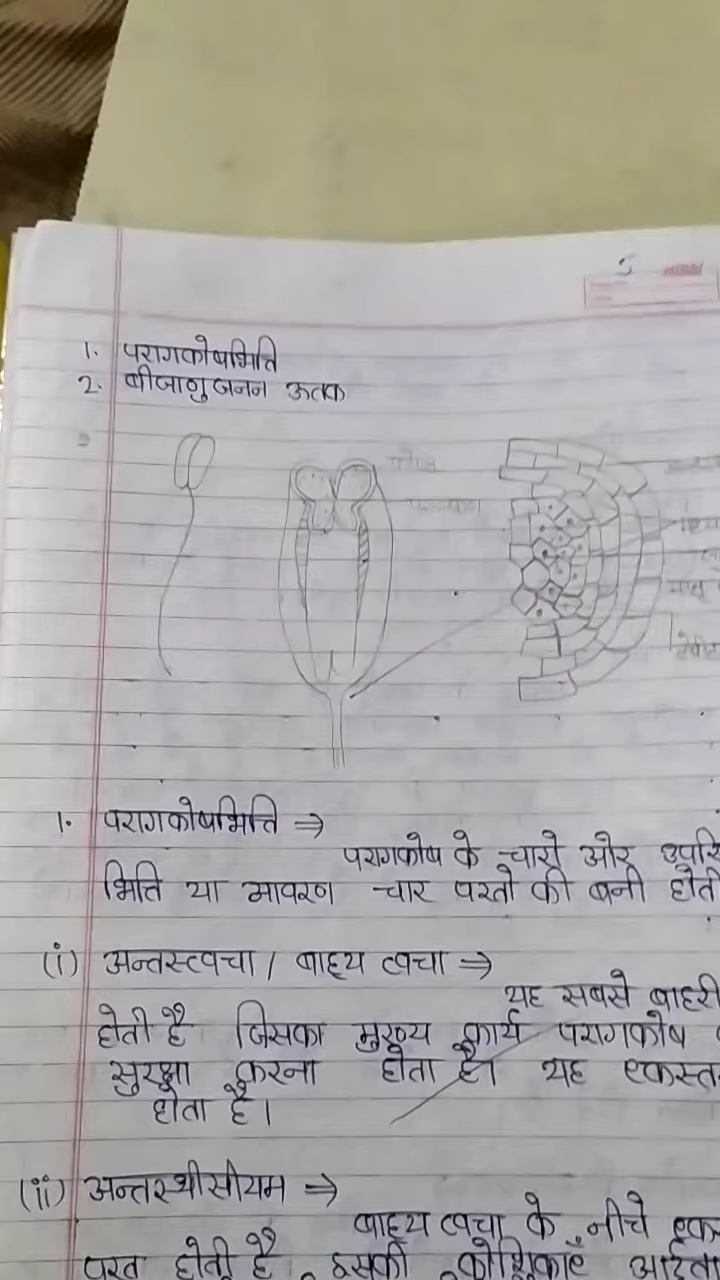 1. परागकोषभित्ति
2. बीजाणुजनन ऊतक
1. परागकोषभित्ति ⇒
परागकोष के चारो ओर
भित्ति या आवरण चार परतो की बनी होती
(i) अन्तस्त्वचा / बाह्य त्वचा ⇒
यह सबसे बाहरी
होती है जिसका मुख्य कार्य परागकोष
सुरक्षा करना होता है। यह
होता है।
(ii) अन्तस्थीसीयम ⇒
बाह्य त्वचा के नीचे
परत होती है इसकी कोशिकाएँ